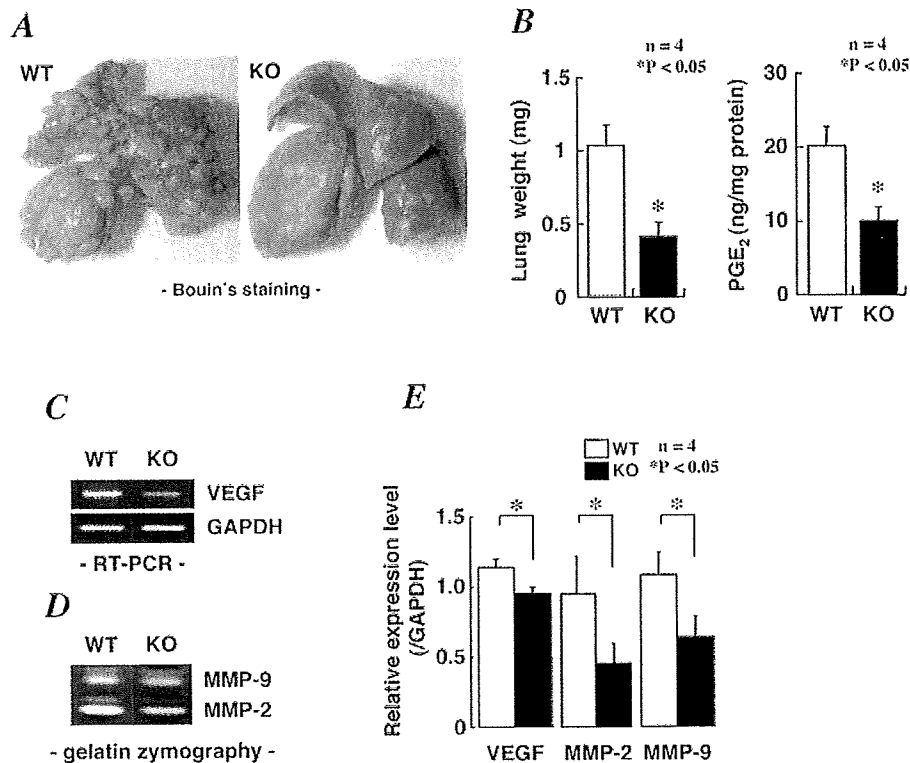 A
WT
KO
- Bouin's staining -
B
n = 4
*P < 0.05
Lung weight (mg)
1.5
1
0.5
0
*
WT KO
n = 4
*P < 0.05
PGE₂ (ng/mg protein)
30
20
10
0
*
WT KO
C
WT KO
VEGF
GAPDH
- RT-PCR -
D
WT KO
MMP-9
MMP-2
- gelatin zymography -
E
WT n = 4
KO *P < 0.05
Relative expression level
(/GAPDH)
1.5
1.0
0.5
0
* * *
VEGF MMP-2 MMP-9